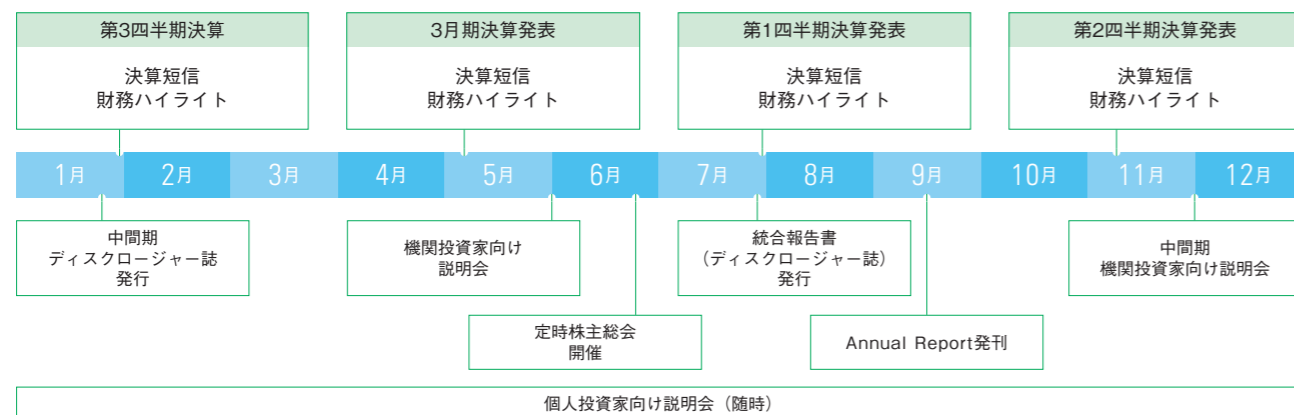 第3四半期決算
決算短信
財務ハイライト
3月期決算発表
決算短信
財務ハイライト
第1四半期決算発表
決算短信
財務ハイライト
第2四半期決算発表
決算短信
財務ハイライト
1月 2月 3月 4月 5月 6月 7月 8月 9月 10月 11月 12月
中間期
ディスクロージャー誌
発行
機関投資家向け
説明会
統合報告書
（ディスクロージャー誌）
発行
中間期
機関投資家向け説明会
定時株主総会
開催
Annual Report発刊
個人投資家向け説明会（随時）